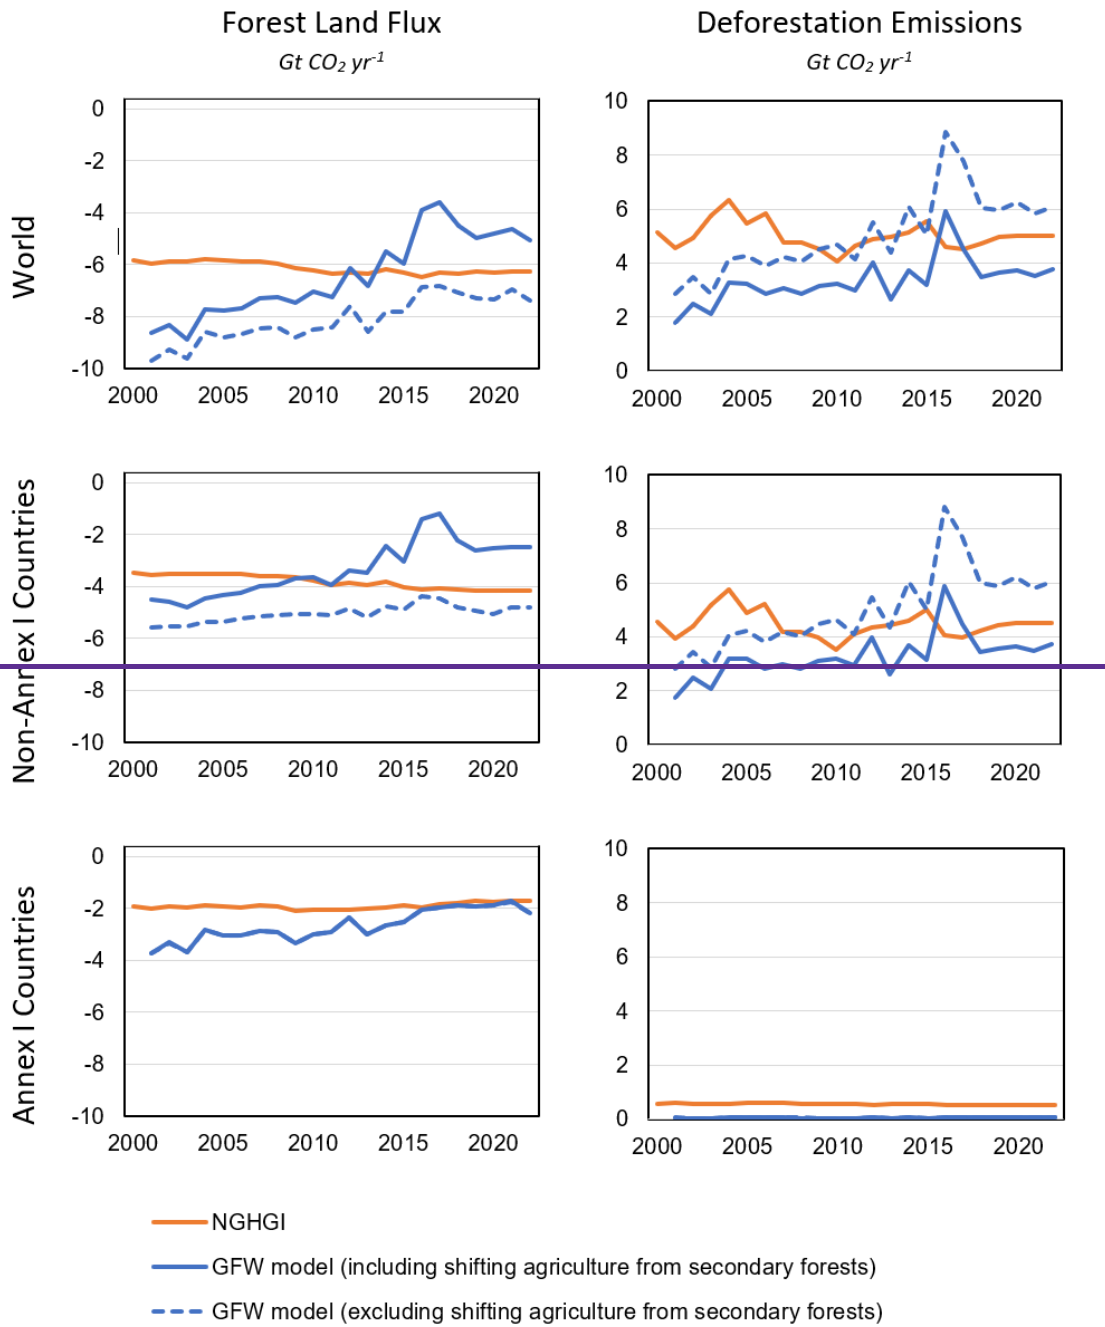 Forest Land Flux
Gt CO₂ yr⁻¹
Deforestation Emissions
Gt CO₂ yr⁻¹
World
0
-2
-4
-6
-8
-10
2000 2005 2010 2015 2020
10
8
6
4
2
0
2000 2005 2010 2015 2020
Non-Annex I Countries
0
-2
-4
-6
-8
-10
2000 2005 2010 2015 2020
10
8
6
4
2
0
2000 2005 2010 2015 2020
Annex I Countries
0
-2
-4
-6
-8
-10
2000 2005 2010 2015 2020
10
8
6
4
2
0
2000 2005 2010 2015 2020
NGHGI
GFW model (including shifting agriculture from secondary forests)
GFW model (excluding shifting agriculture from secondary forests)